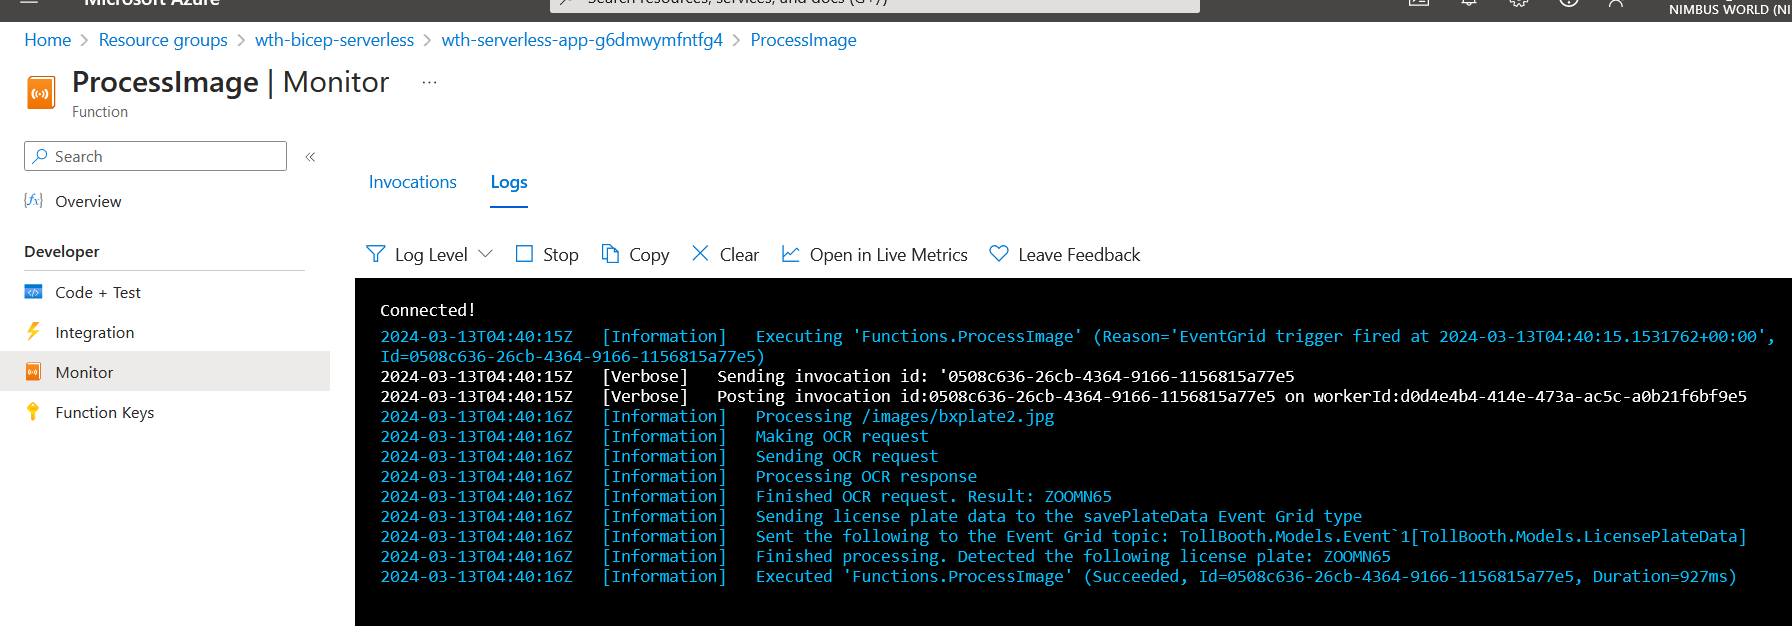 Microsoft Azure
Search resources, services, and docs (G+/)
NIMBUS WORLD (NI
Home > Resource groups > wth-bicep-serverless > wth-serverless-app-g6dmwymfntfg4 > ProcessImage
ProcessImage | Monitor ...
Function
Search
«
Overview
Developer
Code + Test
Integration
Monitor
Function Keys
Invocations Logs
Log Level Stop Copy Clear Open in Live Metrics Leave Feedback
Connected!
2024-03-13T04:40:15Z [Information] Executing 'Functions.ProcessImage' (Reason='EventGrid trigger fired at 2024-03-13T04:40:15.1531762+00:00',
Id=0508c636-26cb-4364-9166-1156815a77e5)
2024-03-13T04:40:15Z [Verbose] Sending invocation id: '0508c636-26cb-4364-9166-1156815a77e5
2024-03-13T04:40:15Z [Verbose] Posting invocation id:0508c636-26cb-4364-9166-1156815a77e5 on workerId:d0d4e4b4-414e-473a-ac5c-a0b21f6bf9e5
2024-03-13T04:40:16Z [Information] Processing /images/bxplate2.jpg
2024-03-13T04:40:16Z [Information] Making OCR request
2024-03-13T04:40:16Z [Information] Sending OCR request
2024-03-13T04:40:16Z [Information] Processing OCR response
2024-03-13T04:40:16Z [Information] Finished OCR request. Result: ZOOMN65
2024-03-13T04:40:16Z [Information] Sending license plate data to the savePlateData Event Grid type
2024-03-13T04:40:16Z [Information] Sent the following to the Event Grid topic: TollBooth.Models.Event`1[TollBooth.Models.LicensePlateData]
2024-03-13T04:40:16Z [Information] Finished processing. Detected the following license plate: ZOOMN65
2024-03-13T04:40:16Z [Information] Executed 'Functions.ProcessImage' (Succeeded, Id=0508c636-26cb-4364-9166-1156815a77e5, Duration=927ms)